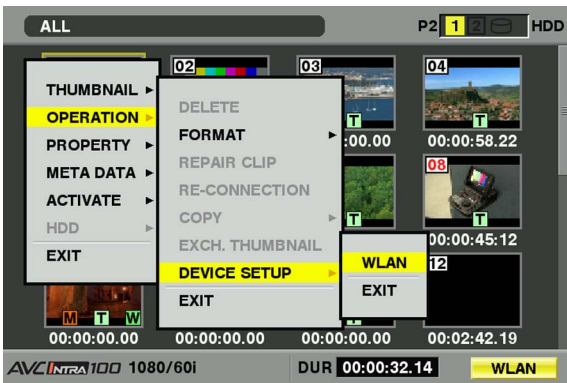 ALL
P2 1 2 HDD
02 03 04
THUMBNAIL
OPERATION
PROPERTY
META DATA
ACTIVATE
HDD
EXIT
DELETE
FORMAT
REPAIR CLIP
RE-CONNECTION
COPY
EXCH. THUMBNAIL
DEVICE SETUP
EXIT
WLAN
EXIT
T
T
:00.00
00:00:58.22
08
T
T
00:00:45:12
12
M T W
00:00:00.00 00:00:00.00 00:00:00.00 00:02:42.19
AVC INTRA 100 1080/60i DUR 00:00:32.14 WLAN